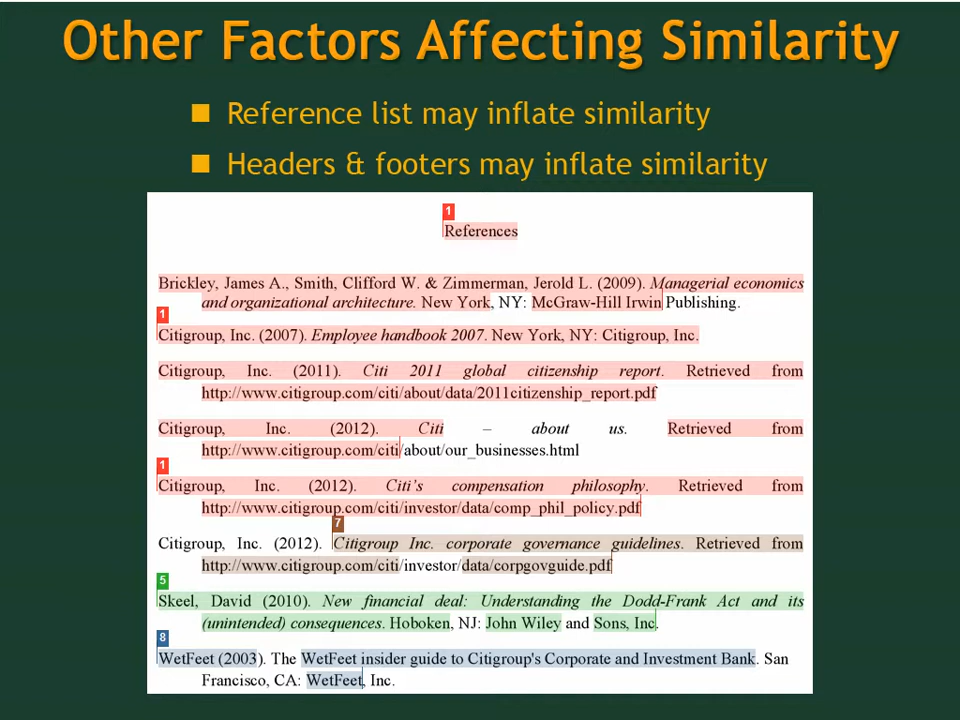 Other Factors Affecting Similarity
■ Reference list may inflate similarity
■ Headers & footers may inflate similarity
1
References
Brickley, James A., Smith, Clifford W. & Zimmerman, Jerold L. (2009). Managerial economics
and organizational architecture. New York, NY: McGraw-Hill Irwin Publishing.
1
Citigroup, Inc. (2007). Employee handbook 2007. New York, NY: Citigroup, Inc.
Citigroup, Inc. (2011). Citi 2011 global citizenship report. Retrieved from
http://www.citigroup.com/citi/about/data/2011citizenship_report.pdf
Citigroup, Inc. (2012). Citi – about us. Retrieved from
http://www.citigroup.com/citi/about/our_businesses.html
1
Citigroup, Inc. (2012). Citi's compensation philosophy. Retrieved from
http://www.citigroup.com/citi/investor/data/comp_phil_policy.pdf
7
Citigroup, Inc. (2012). Citigroup Inc. corporate governance guidelines. Retrieved from
http://www.citigroup.com/citi/investor/data/corpgovguide.pdf
5
Skeel, David (2010). New financial deal: Understanding the Dodd-Frank Act and its
(unintended) consequences. Hoboken, NJ: John Wiley and Sons, Inc.
8
WetFeet (2003). The WetFeet insider guide to Citigroup's Corporate and Investment Bank. San
Francisco, CA: WetFeet, Inc.